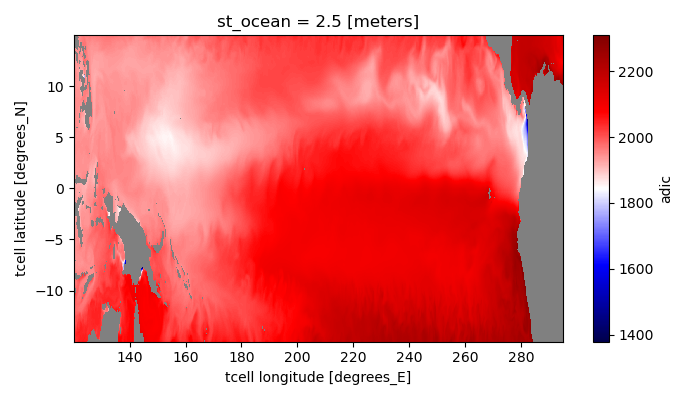 st_ocean = 2.5 [meters]
10
5
0
−5
−10
tcell latitude [degrees_N]
140 160 180 200 220 240 260 280
tcell longitude [degrees_E]
2200
2000
1800
1600
1400
adic